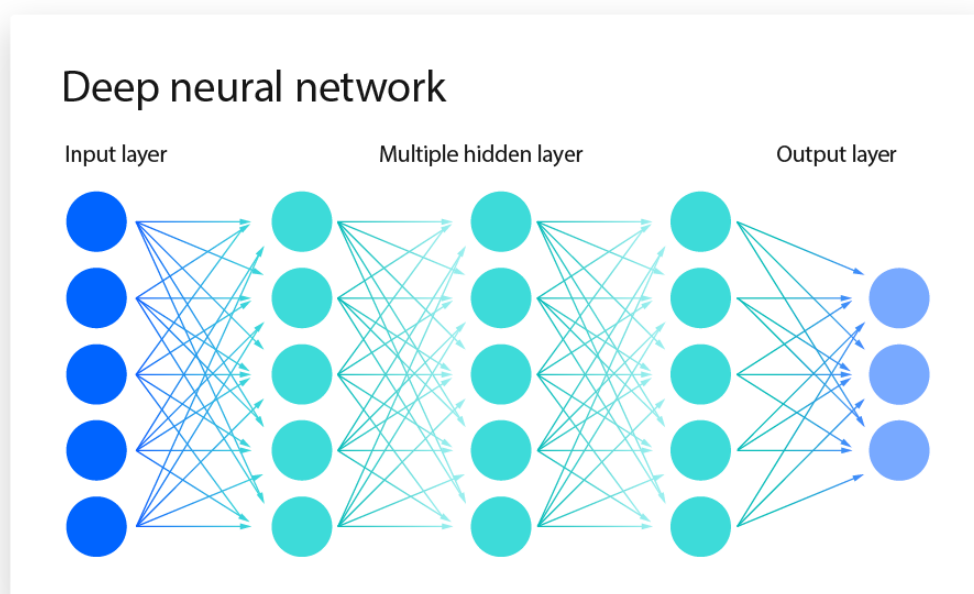 Deep neural network
Input layer
Multiple hidden layer
Output layer